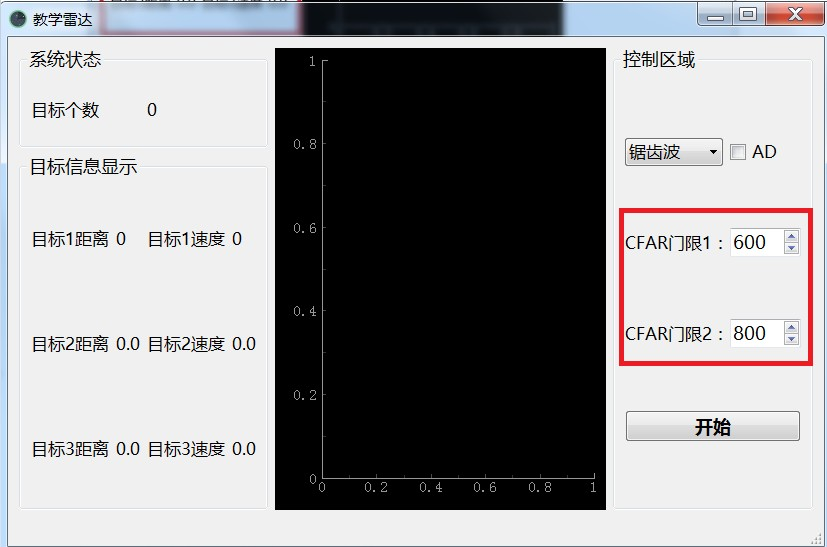 教学雷达
系统状态
目标个数 0
目标信息显示
目标1距离 0 目标1速度 0
目标2距离 0.0 目标2速度 0.0
目标3距离 0.0 目标3速度 0.0
1
0.8
0.6
0.4
0.2
0
0 0.2 0.4 0.6 0.8 1
控制区域
锯齿波 AD
CFAR门限1：600
CFAR门限2：800
开始